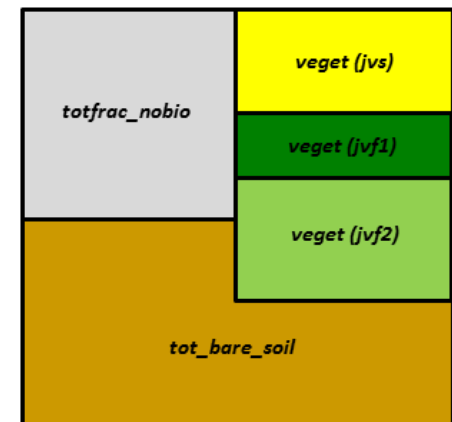 totfrac_nobio
veget (jvs)
veget (jvf1)
veget (jvf2)
tot_bare_soil